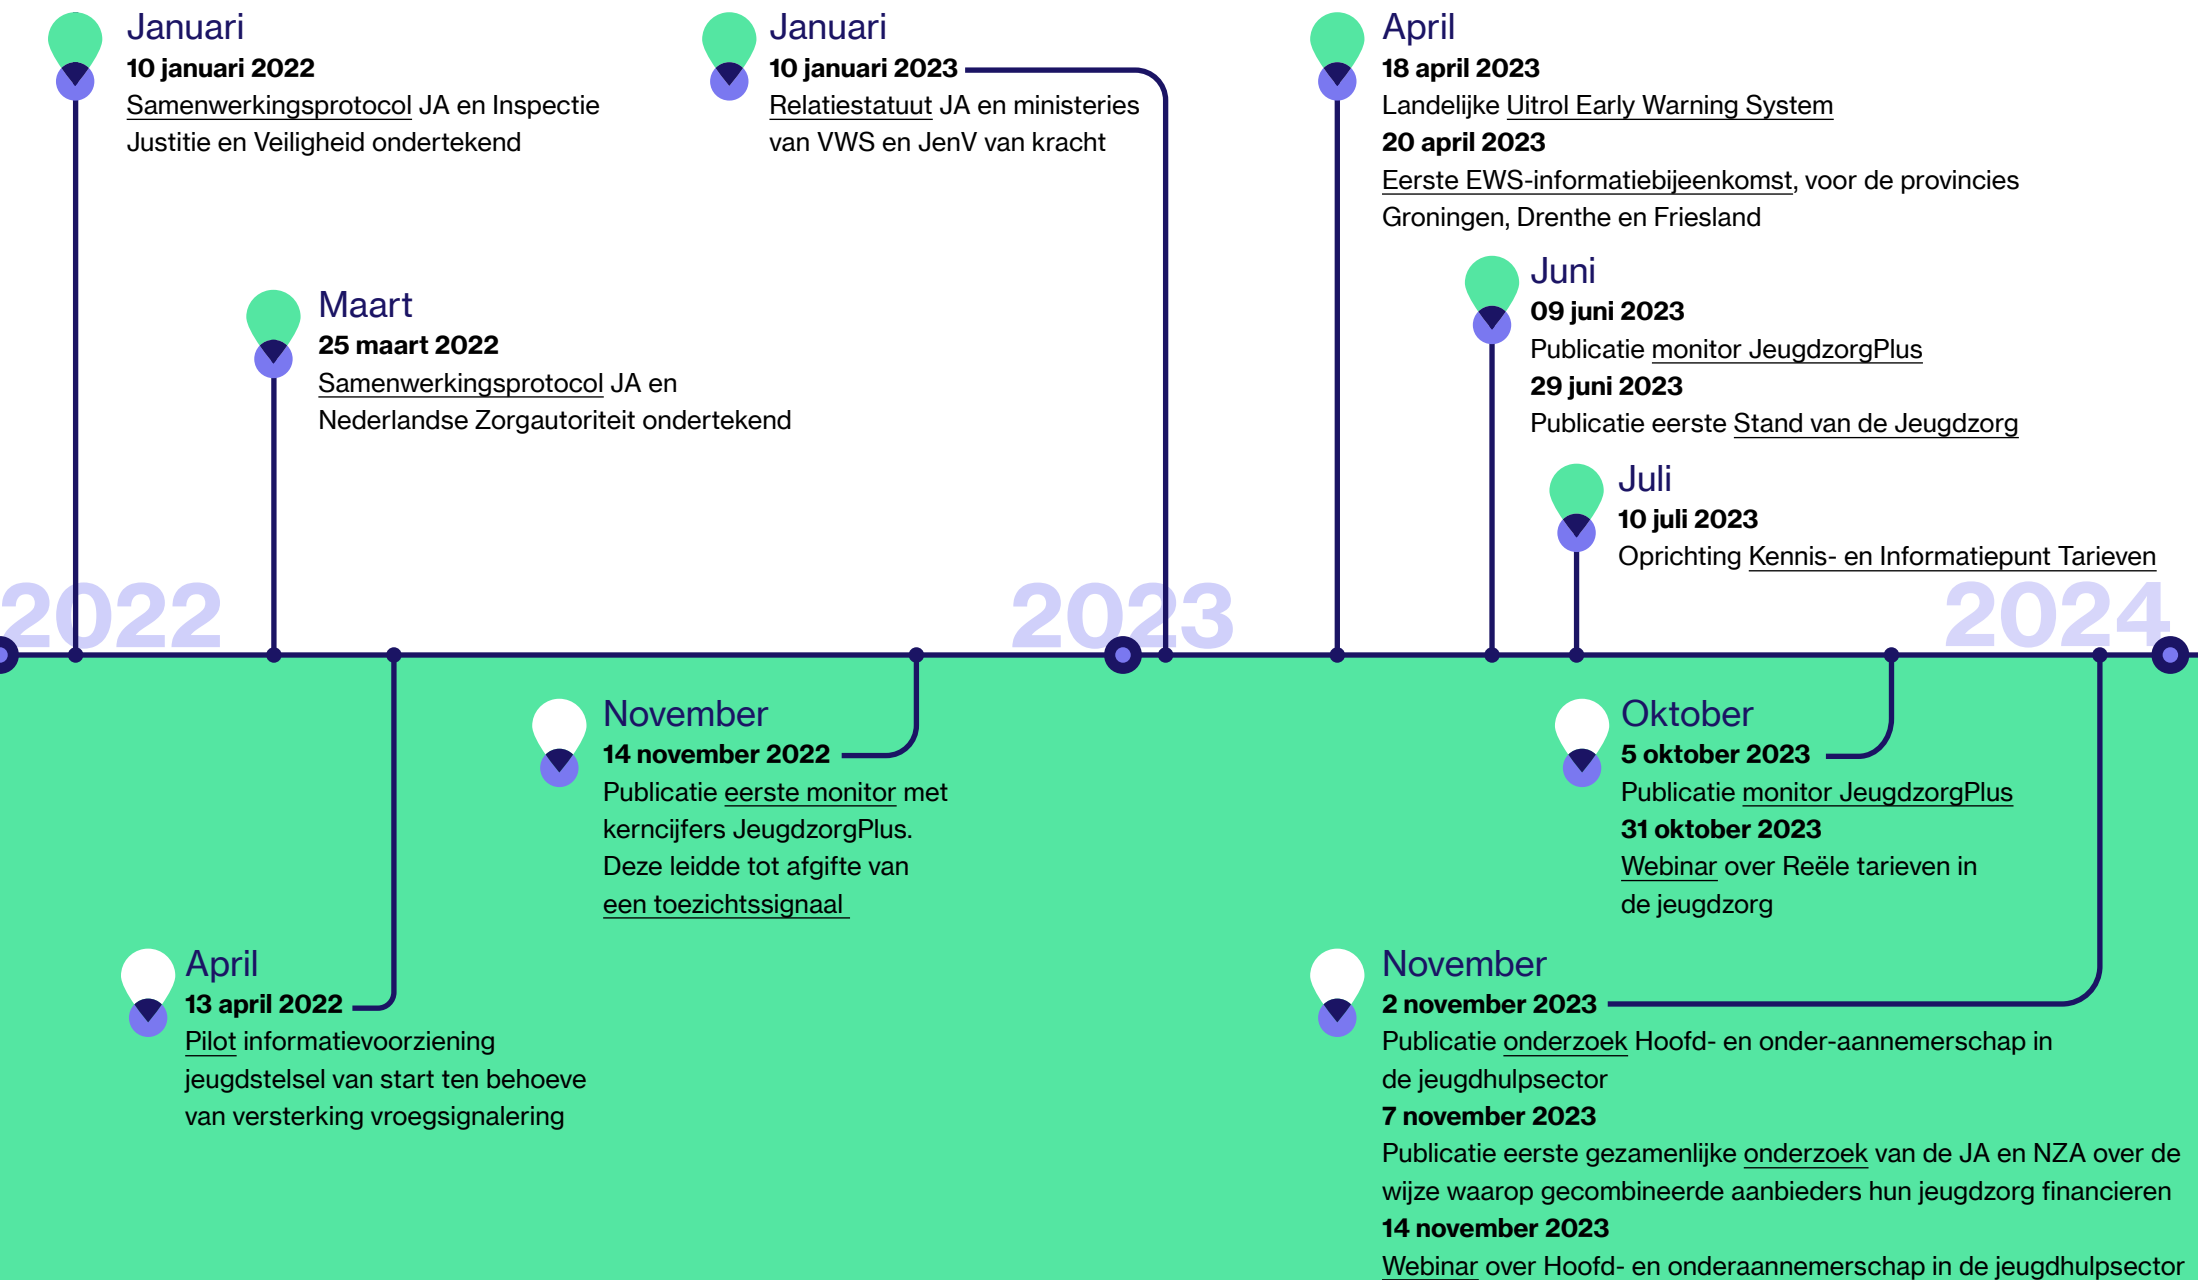 Januari
10 januari 2022
Samenwerkingsprotocol JA en Inspectie
Justitie en Veiligheid ondertekend
Maart
25 maart 2022
Samenwerkingsprotocol JA en
Nederlandse Zorgautoriteit ondertekend
Januari
10 januari 2023
Relatiestatuut JA en ministeries
van VWS en JenV van kracht
April
18 april 2023
Landelijke Uitrol Early Warning System
20 april 2023
Eerste EWS-informatiebijeenkomst, voor de provincies
Groningen, Drenthe en Friesland
Juni
09 juni 2023
Publicatie monitor JeugdzorgPlus
29 juni 2023
Publicatie eerste Stand van de Jeugdzorg
Juli
10 juli 2023
Oprichting Kennis- en Informatiepunt Tarieven
2022
2023
2024
April
13 april 2022
Pilot informatievoorziening
jeugdstelsel van start ten behoeve
van versterking vroegsignalering
November
14 november 2022
Publicatie eerste monitor met
kerncijfers JeugdzorgPlus.
Deze leidde tot afgifte van
een toezichtssignaal
Oktober
5 oktober 2023
Publicatie monitor JeugdzorgPlus
31 oktober 2023
Webinar over Reële tarieven in
de jeugdzorg
November
2 november 2023
Publicatie onderzoek Hoofd- en onder-aannemerschap in
de jeugdhulpsector
7 november 2023
Publicatie eerste gezamenlijke onderzoek van de JA en NZA over de
wijze waarop gecombineerde aanbieders hun jeugdzorg financieren
14 november 2023
Webinar over Hoofd- en onderaannemerschap in de jeugdhulpsector